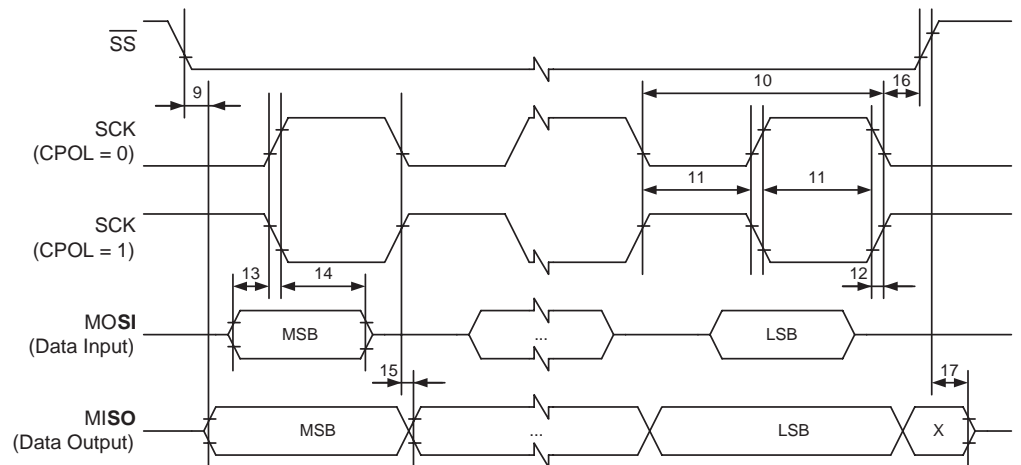 SS
10
16
9
SCK
(CPOL = 0)
11
11
SCK
(CPOL = 1)
13
14
12
MOSI
(Data Input)
MSB
...
LSB
15
17
MISO
(Data Output)
MSB
...
LSB
X